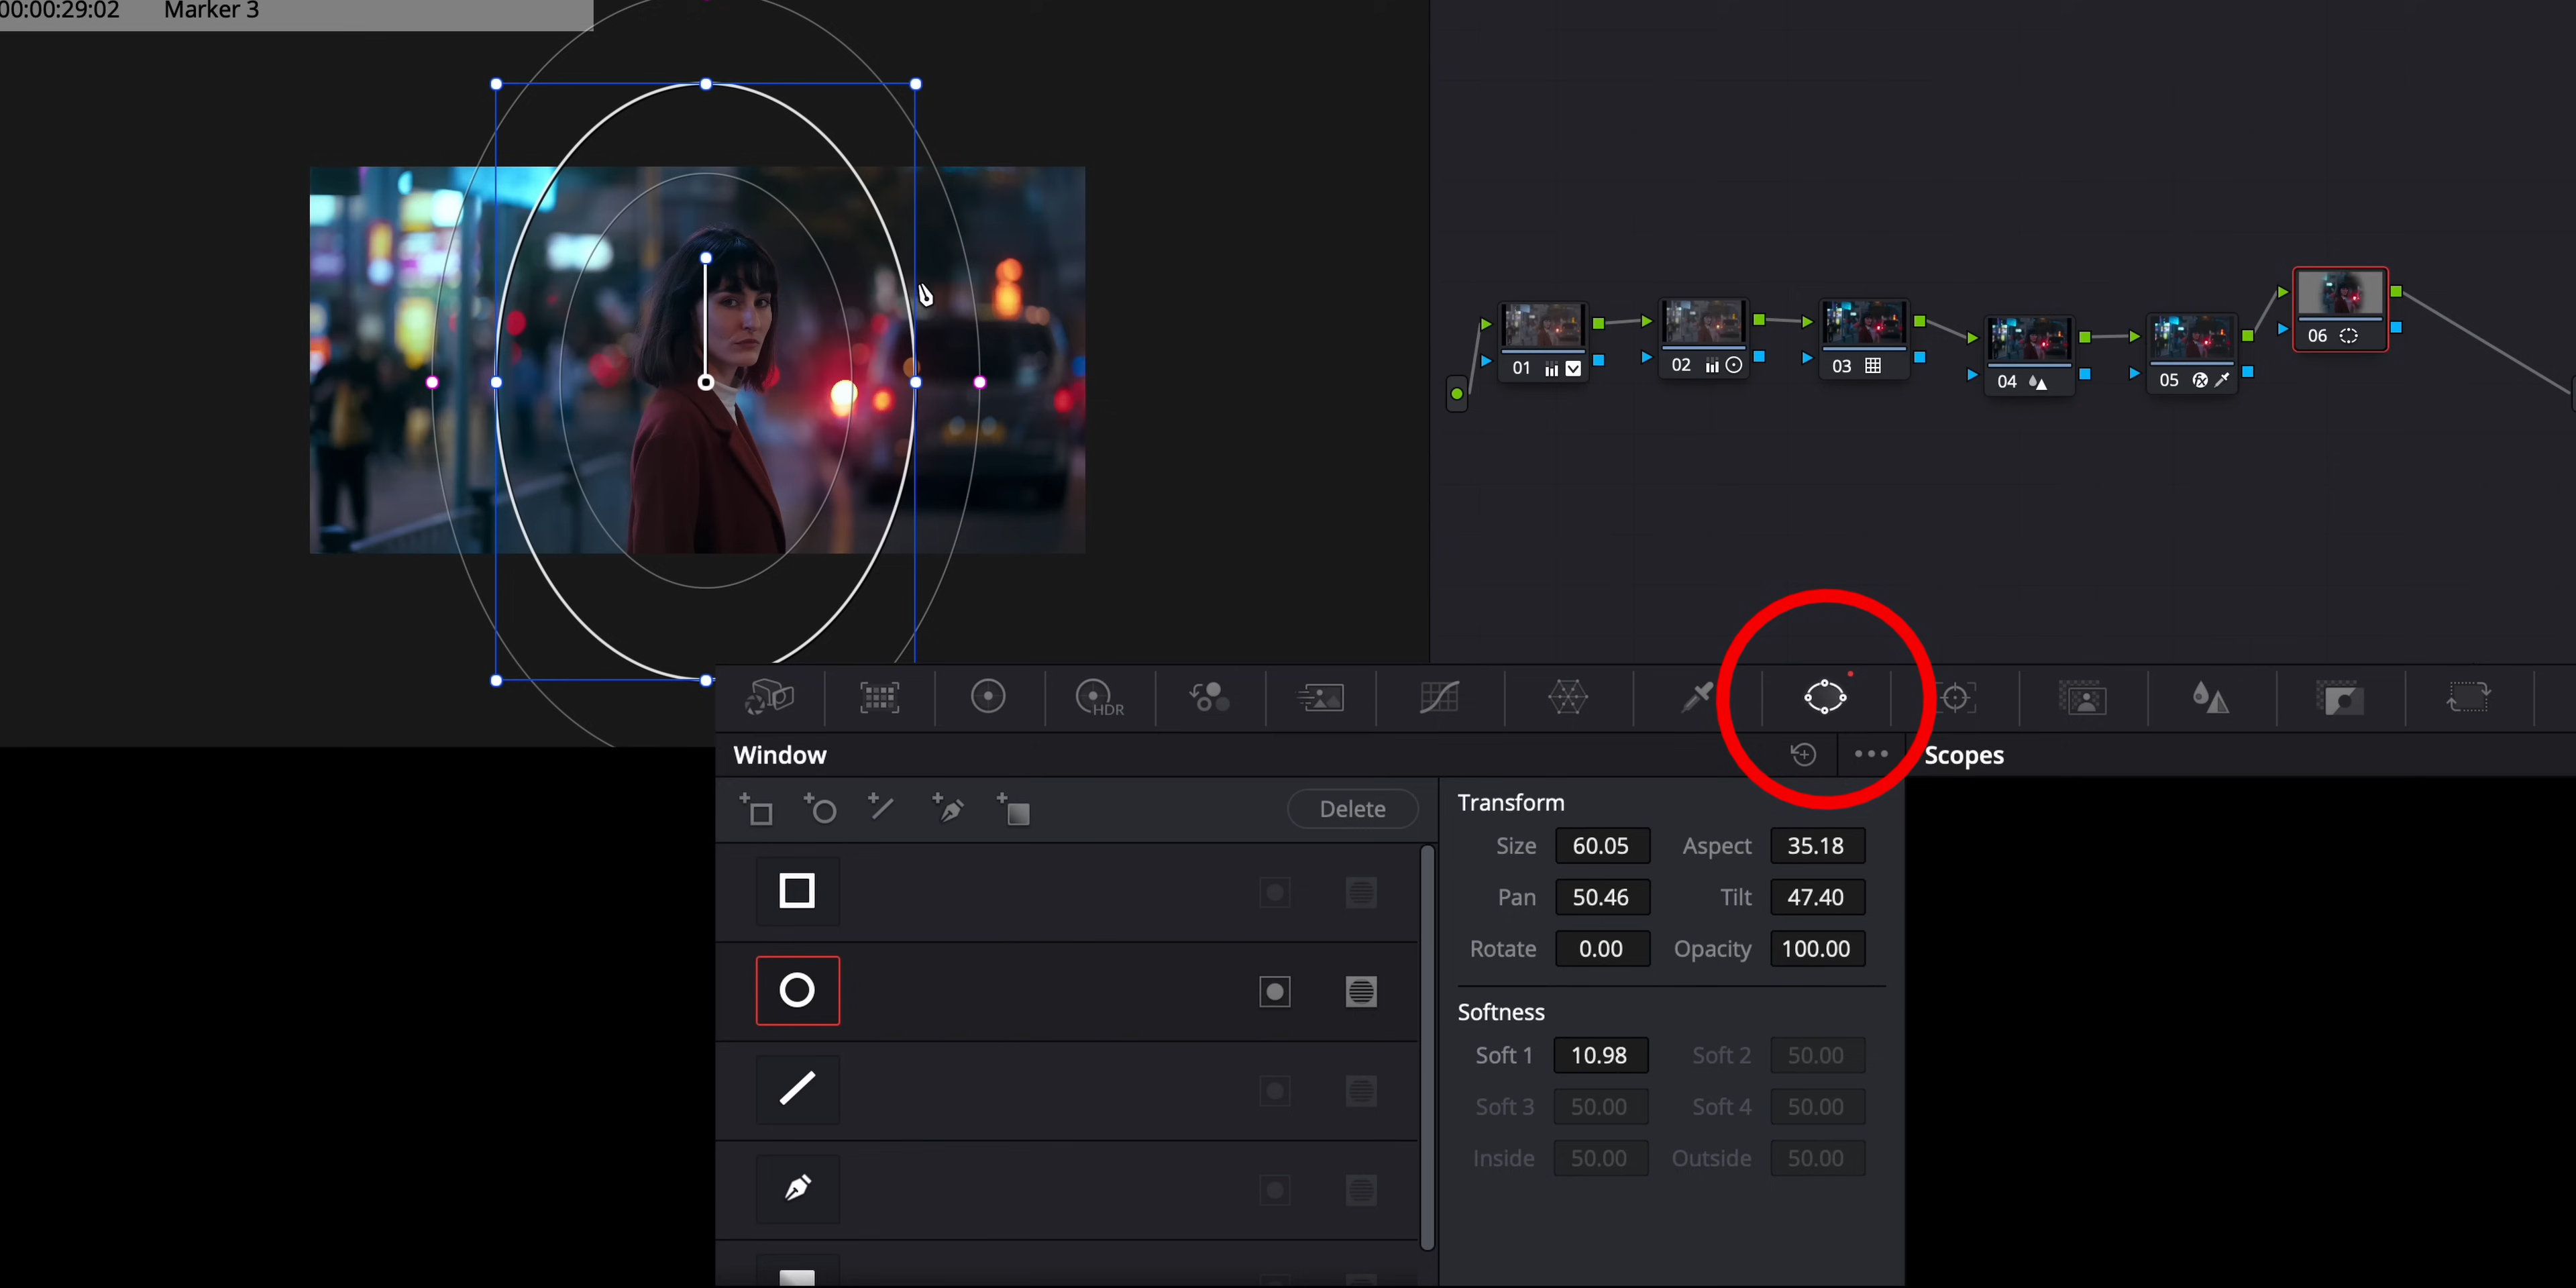 00:00:29:02 Marker 3
01
02
03
04
05
06
HDR
Window
Scopes
Delete
Transform
Size 60.05 Aspect 35.18
Pan 50.46 Tilt 47.40
Rotate 0.00 Opacity 100.00
Softness
Soft 1 10.98 Soft 2 50.00
Soft 3 50.00 Soft 4 50.00
Inside 50.00 Outside 50.00